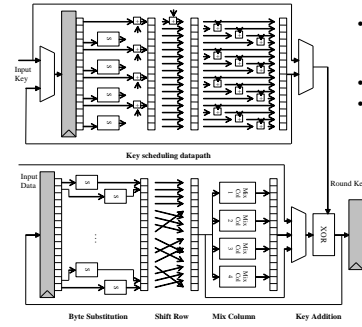 Input
Key
S
S
S
S
Key scheduling datapath
Input
Data
Round Ke
S
S
S
S
Mix
Col
1
Mix
Col
2
Mix
Col
3
Mix
Col
4
XOR
Byte Substitution Shift Row Mix Column Key Addition